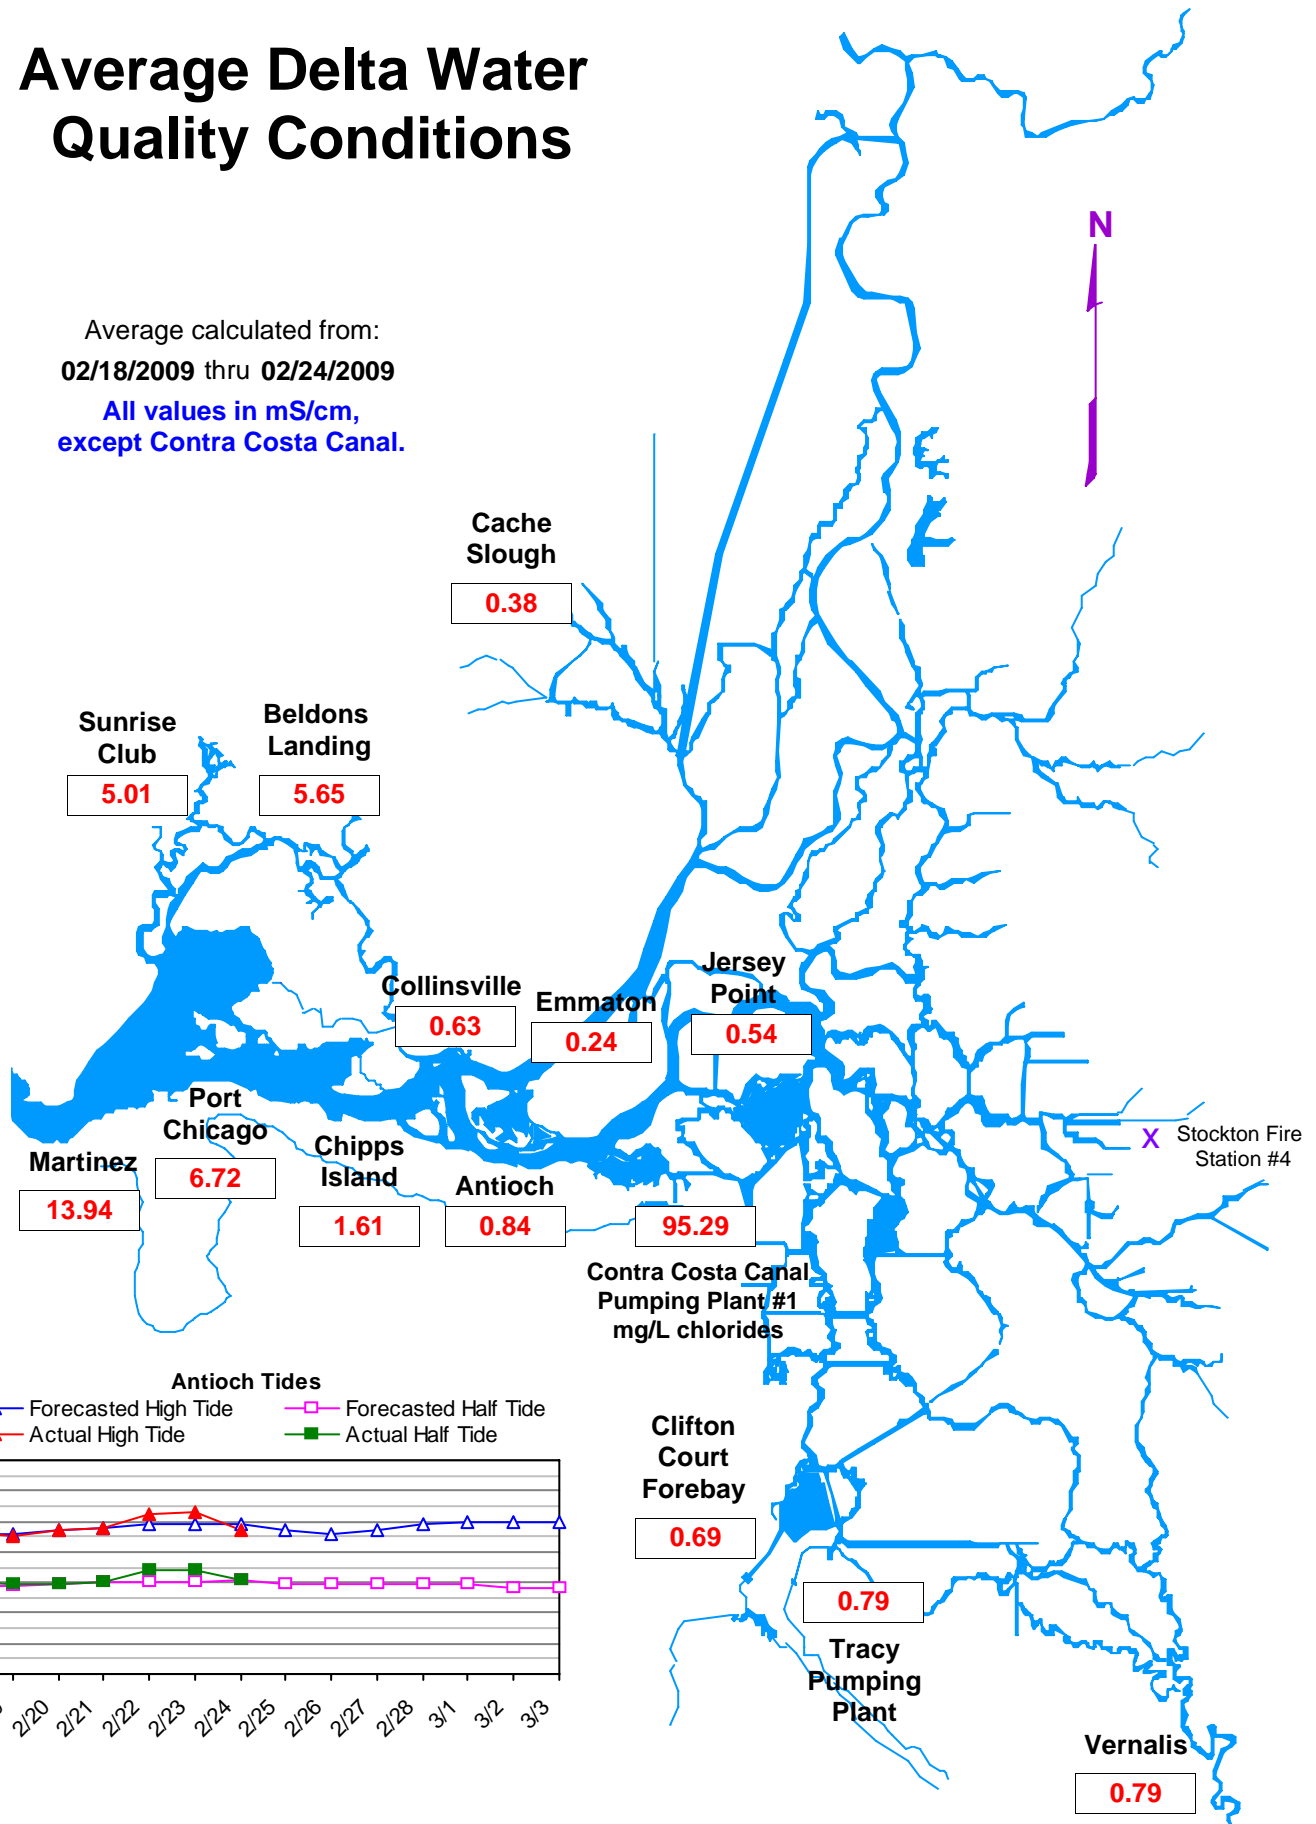 Average Delta Water
Quality Conditions
N
Average calculated from:
02/18/2009 thru 02/24/2009
All values in mS/cm,
except Contra Costa Canal.
Cache
Slough
0.38
Sunrise
Club
5.01
Beldons
Landing
5.65
Collinsville
0.63
Emmaton
0.24
Jersey
Point
0.54
Stockton Fire
Station #4
X
Port
Chicago
6.72
Martinez
13.94
Chipps
Island
1.61
Antioch
0.84
95.29
Contra Costa Canal
Pumping Plant #1
mg/L chlorides
Antioch Tides
Forecasted High Tide
Forecasted Half Tide
Actual High Tide
Actual Half Tide
2/20
2/21
2/22
2/23
2/24
2/25
2/26
2/27
2/28
3/1
3/2
3/3
Clifton
Court
Forebay
0.69
0.79
Tracy
Pumping
Plant
Vernalis
0.79